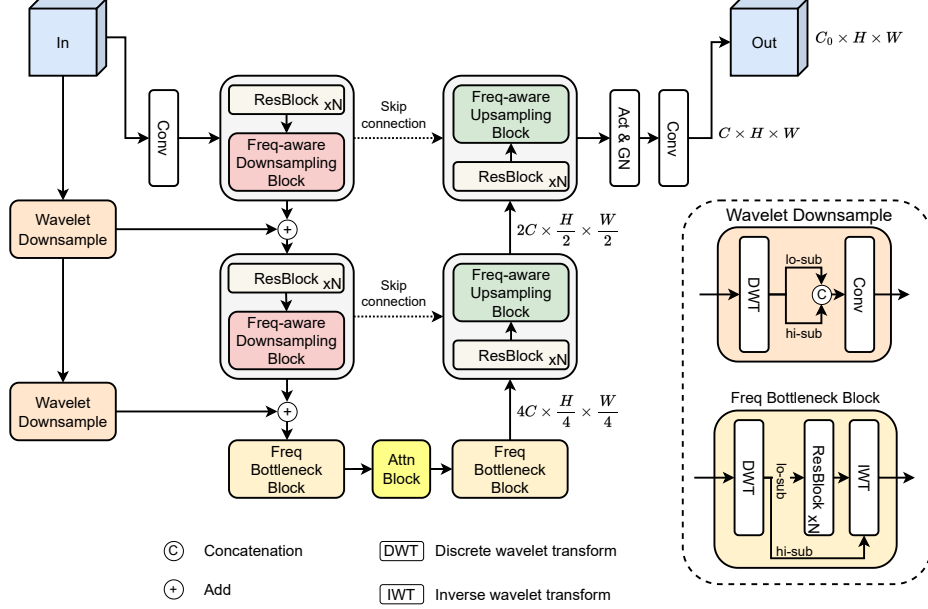 In
Out
C₀ × H × W
Conv
ResBlock xN
Freq-aware
Downsampling
Block
Skip
connection
Freq-aware
Upsampling
Block
ResBlock xN
Act & GN
Conv
C × H × W
Wavelet
Downsample
+
2C × H/2 × W/2
ResBlock xN
Freq-aware
Downsampling
Block
Skip
connection
Freq-aware
Upsampling
Block
ResBlock xN
Wavelet
Downsample
+
4C × H/4 × W/4
Freq
Bottleneck
Block
Attn
Block
Freq
Bottleneck
Block
Wavelet Downsample
DWT
lo-sub
C
hi-sub
Conv
Freq Bottleneck Block
DWT
lo-sub
ResBlock xN
IWT
hi-sub
C Concatenation
DWT Discrete wavelet transform
+ Add
IWT Inverse wavelet transform